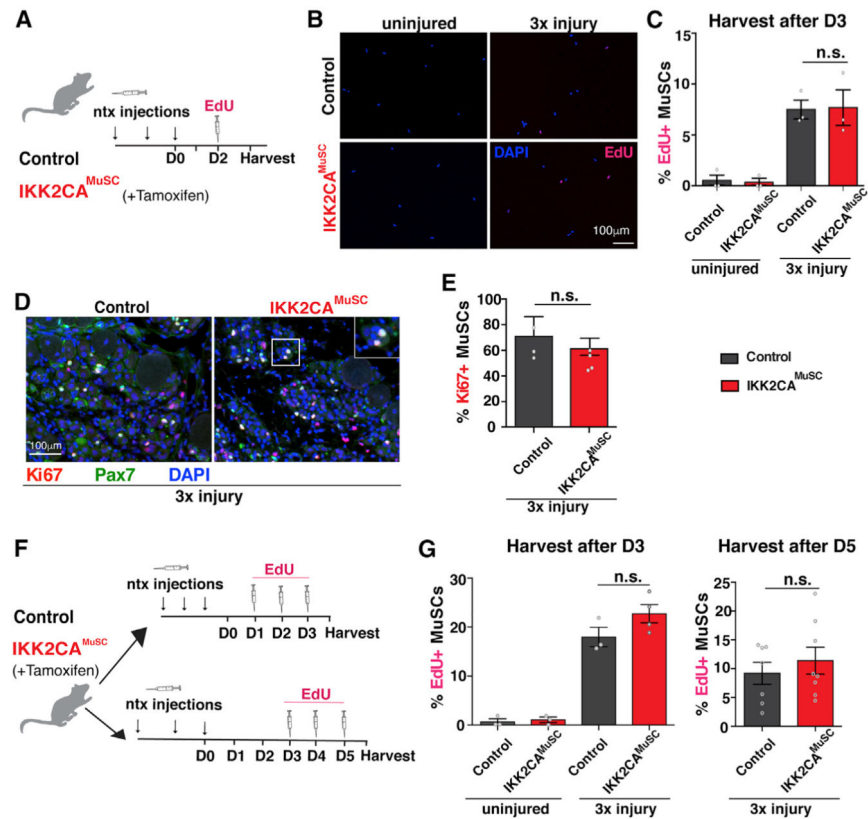 A
ntx injections
EdU
D0
D2
Harvest
Control
IKK2CA^MuSC (+Tamoxifen)
B
uninjured
3x injury
Control
IKK2CA^MuSC
DAPI
EdU
100μm
C
Harvest after D3
n.s.
% EdU+ MuSCs
15
10
5
0
Control
IKK2CA^MuSC
Control
IKK2CA^MuSC
uninjured
3x injury
D
Control
IKK2CA^MuSC
100μm
Ki67
Pax7
DAPI
3x injury
E
n.s.
% Ki67+ MuSCs
100
80
60
40
20
0
Control
IKK2CA^MuSC
3x injury
Control
IKK2CA^MuSC
F
ntx injections
EdU
D0 D1 D2 D3 Harvest
Control
IKK2CA^MuSC
(+Tamoxifen)
ntx injections
EdU
D0 D1 D2 D3 D4 D5 Harvest
G
Harvest after D3
n.s.
% EdU+ MuSCs
30
20
10
0
Control
IKK2CA^MuSC
Control
IKK2CA^MuSC
uninjured
3x injury
Harvest after D5
n.s.
% EdU+ MuSCs
25
20
15
10
5
0
Control
IKK2CA^MuSC
3x injury